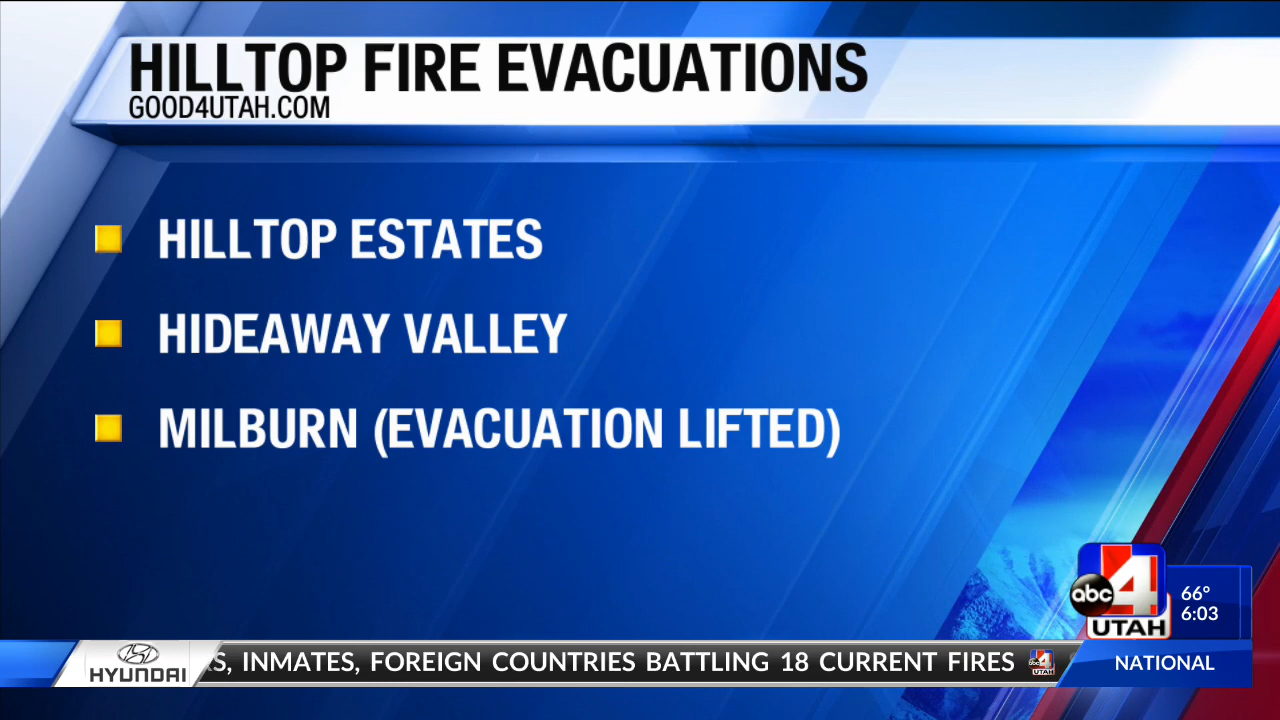 HILLTOP FIRE EVACUATIONS
GOOD4UTAH.COM
HILLTOP ESTATES
HIDEAWAY VALLEY
MILBURN (EVACUATION LIFTED)
abc 4
UTAH
66°
6:03
HYUNDAI
S, INMATES, FOREIGN COUNTRIES BATTLING 18 CURRENT FIRES
NATIONAL